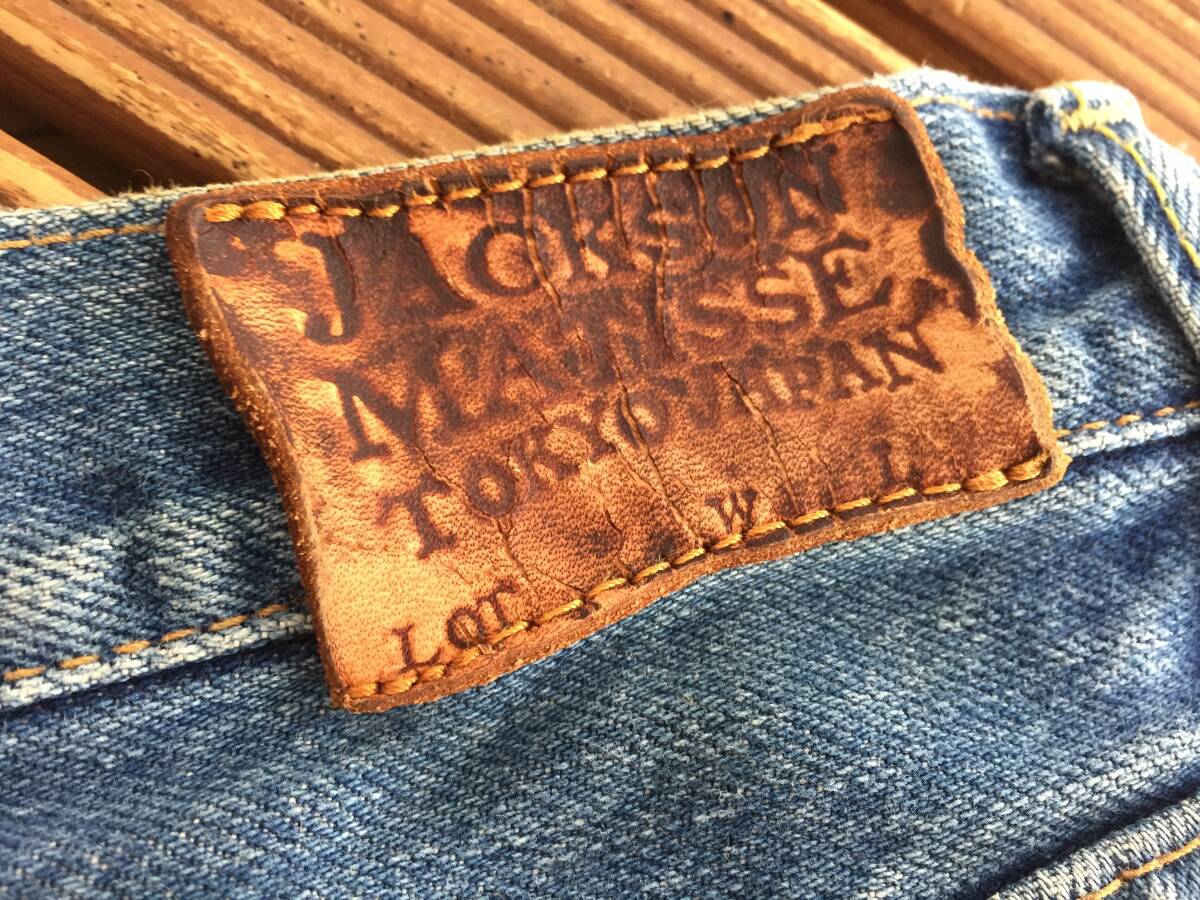 JACKSON
MATISSE,
TOKYO JAPAN
W L
LOT